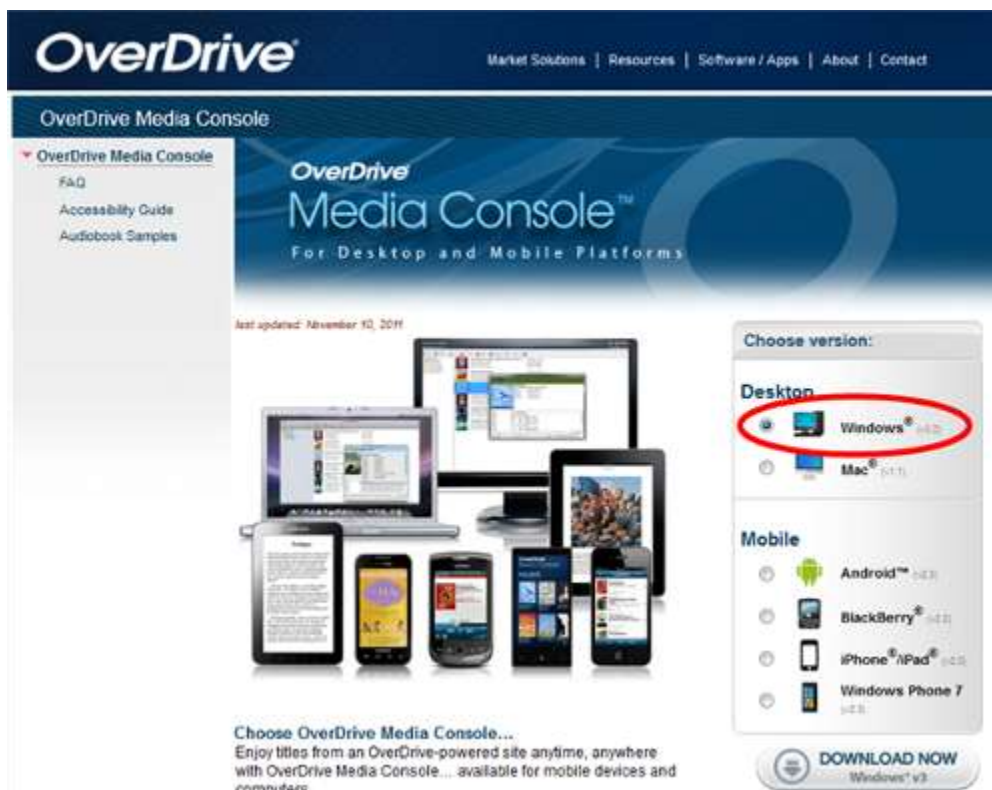 OverDrive®
Market Solutions | Resources | Software / Apps | About | Contact
OverDrive Media Console
OverDrive Media Console
FAQ
Accessibility Guide
Audiobook Samples
OverDrive
Media Console™
For Desktop and Mobile Platforms
last updated: November 10, 2011
Choose version:
Desktop
Windows®
Mac®
Mobile
Android™
BlackBerry®
iPhone®/iPad®
Windows Phone 7
DOWNLOAD NOW
Windows® v3
Choose OverDrive Media Console...
Enjoy titles from an OverDrive-powered site anytime, anywhere
with OverDrive Media Console... available for mobile devices and
computers